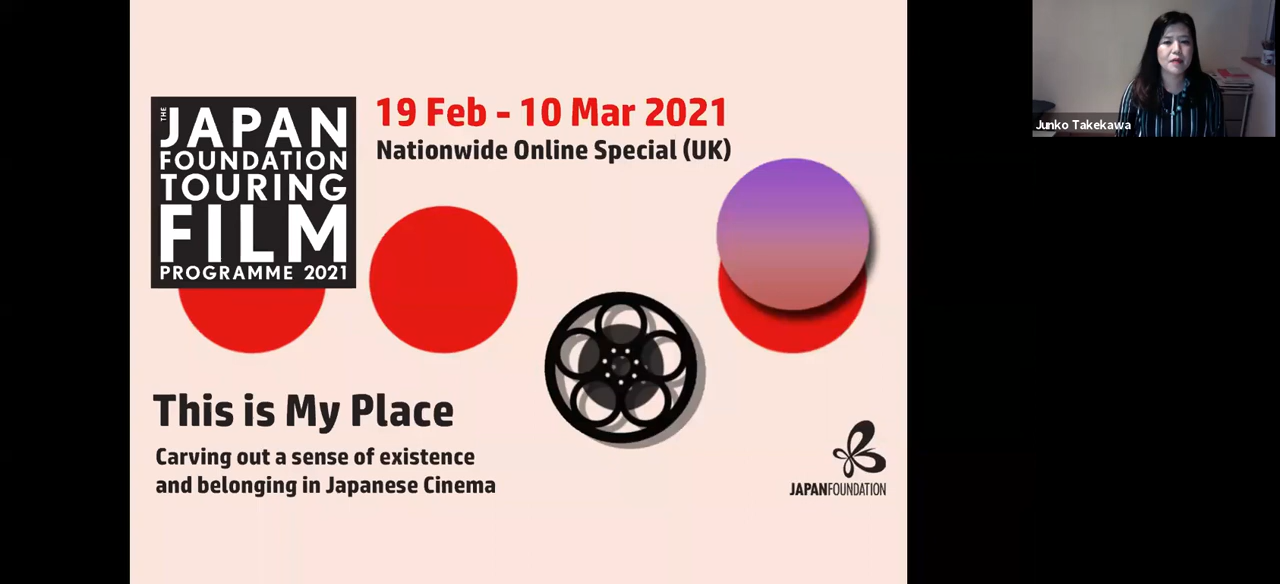 THE
JAPAN
FOUNDATION
TOURING
FILM
PROGRAMME 2021
19 Feb - 10 Mar 2021
Nationwide Online Special (UK)
This is My Place
Carving out a sense of existence
and belonging in Japanese Cinema
JAPANFOUNDATION
Junko Takekawa